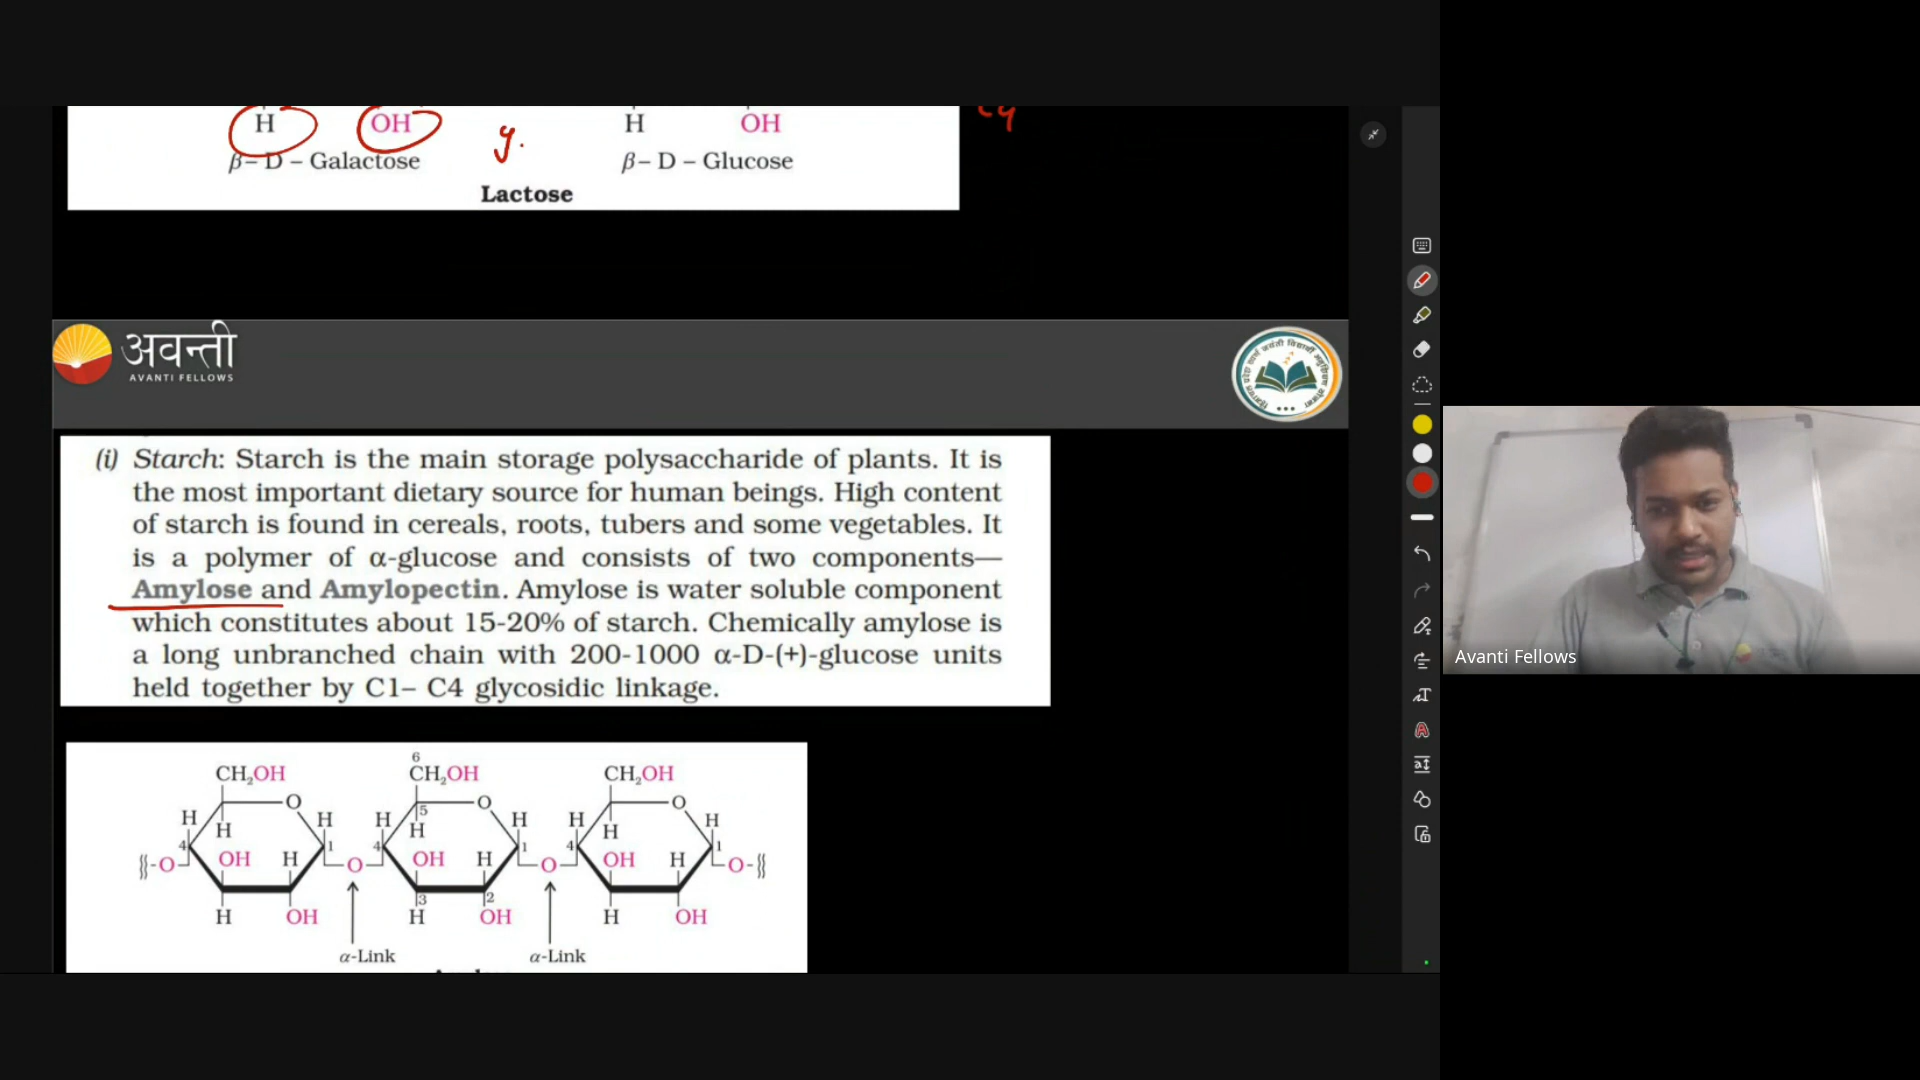 H OH y. H OH C4
β– D – Galactose β– D – Glucose
Lactose
अवन्ती
AVANTI FELLOWS
(i) Starch: Starch is the main storage polysaccharide of plants. It is
the most important dietary source for human beings. High content
of starch is found in cereals, roots, tubers and some vegetables. It
is a polymer of α-glucose and consists of two components—
Amylose and Amylopectin. Amylose is water soluble component
which constitutes about 15-20% of starch. Chemically amylose is
a long unbranched chain with 200-1000 α-D-(+)-glucose units
held together by C1– C4 glycosidic linkage.
6
CH₂OH CH₂OH CH₂OH
O 5 O O
H H H H H H H H H
4 OH H 1 4 OH H 1 4 OH H 1
-O O O O-
3 2
H OH H OH H OH
α-Link α-Link
Avanti Fellows